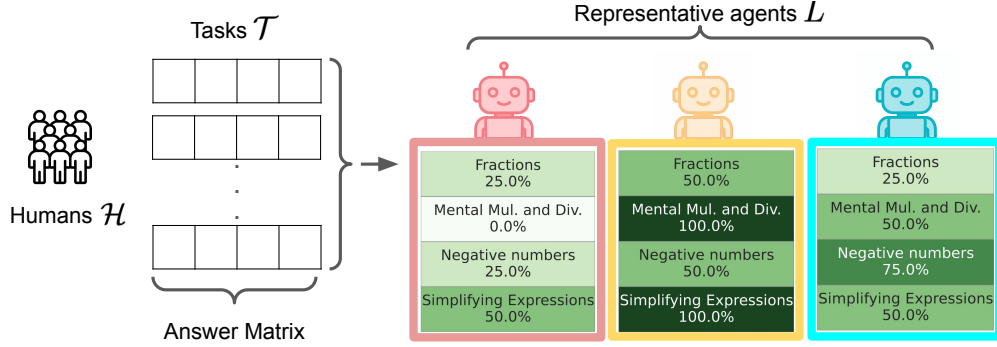 Tasks 𝒯
Representative agents L
Humans ℋ
Answer Matrix
Fractions
25.0%
Mental Mul. and Div.
0.0%
Negative numbers
25.0%
Simplifying Expressions
50.0%
Fractions
50.0%
Mental Mul. and Div.
100.0%
Negative numbers
50.0%
Simplifying Expressions
100.0%
Fractions
25.0%
Mental Mul. and Div.
50.0%
Negative numbers
75.0%
Simplifying Expressions
50.0%